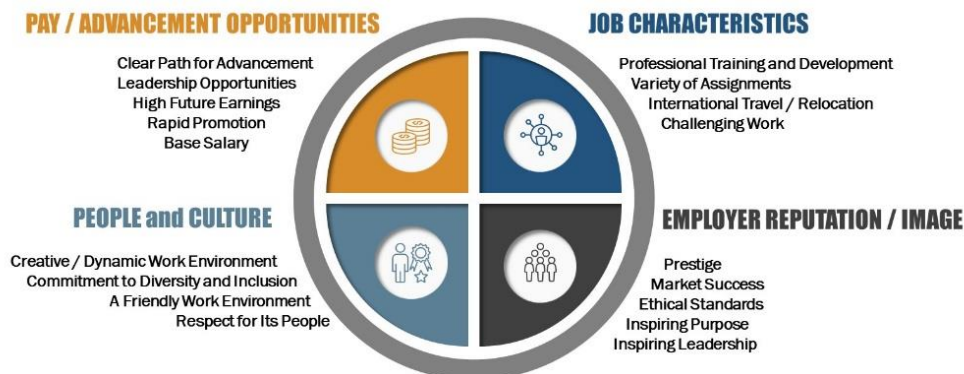 PAY / ADVANCEMENT OPPORTUNITIES
Clear Path for Advancement
Leadership Opportunities
High Future Earnings
Rapid Promotion
Base Salary
JOB CHARACTERISTICS
Professional Training and Development
Variety of Assignments
International Travel / Relocation
Challenging Work
PEOPLE and CULTURE
Creative / Dynamic Work Environment
Commitment to Diversity and Inclusion
A Friendly Work Environment
Respect for Its People
EMPLOYER REPUTATION / IMAGE
Prestige
Market Success
Ethical Standards
Inspiring Purpose
Inspiring Leadership